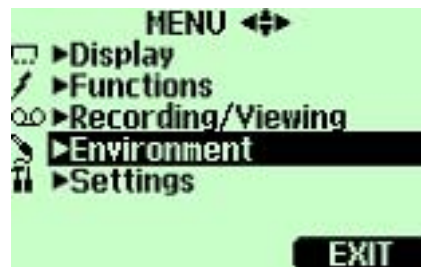 MENU
Display
Functions
Recording/Viewing
Environment
Settings
EXIT